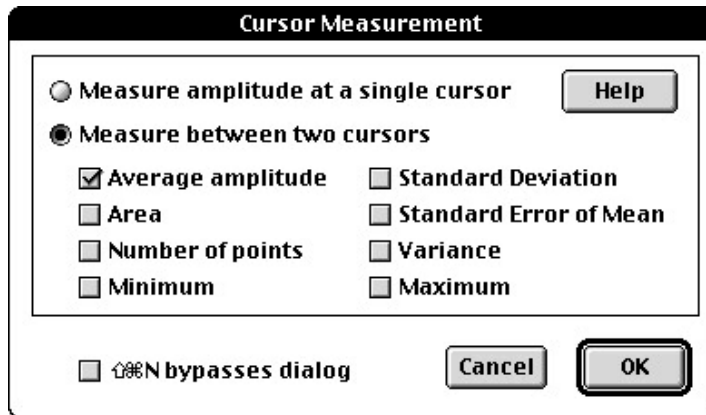 Cursor Measurement
Measure amplitude at a single cursor
Help
Measure between two cursors
Average amplitude
Standard Deviation
Area
Standard Error of Mean
Number of points
Variance
Minimum
Maximum
⇧⌘N bypasses dialog
Cancel
OK